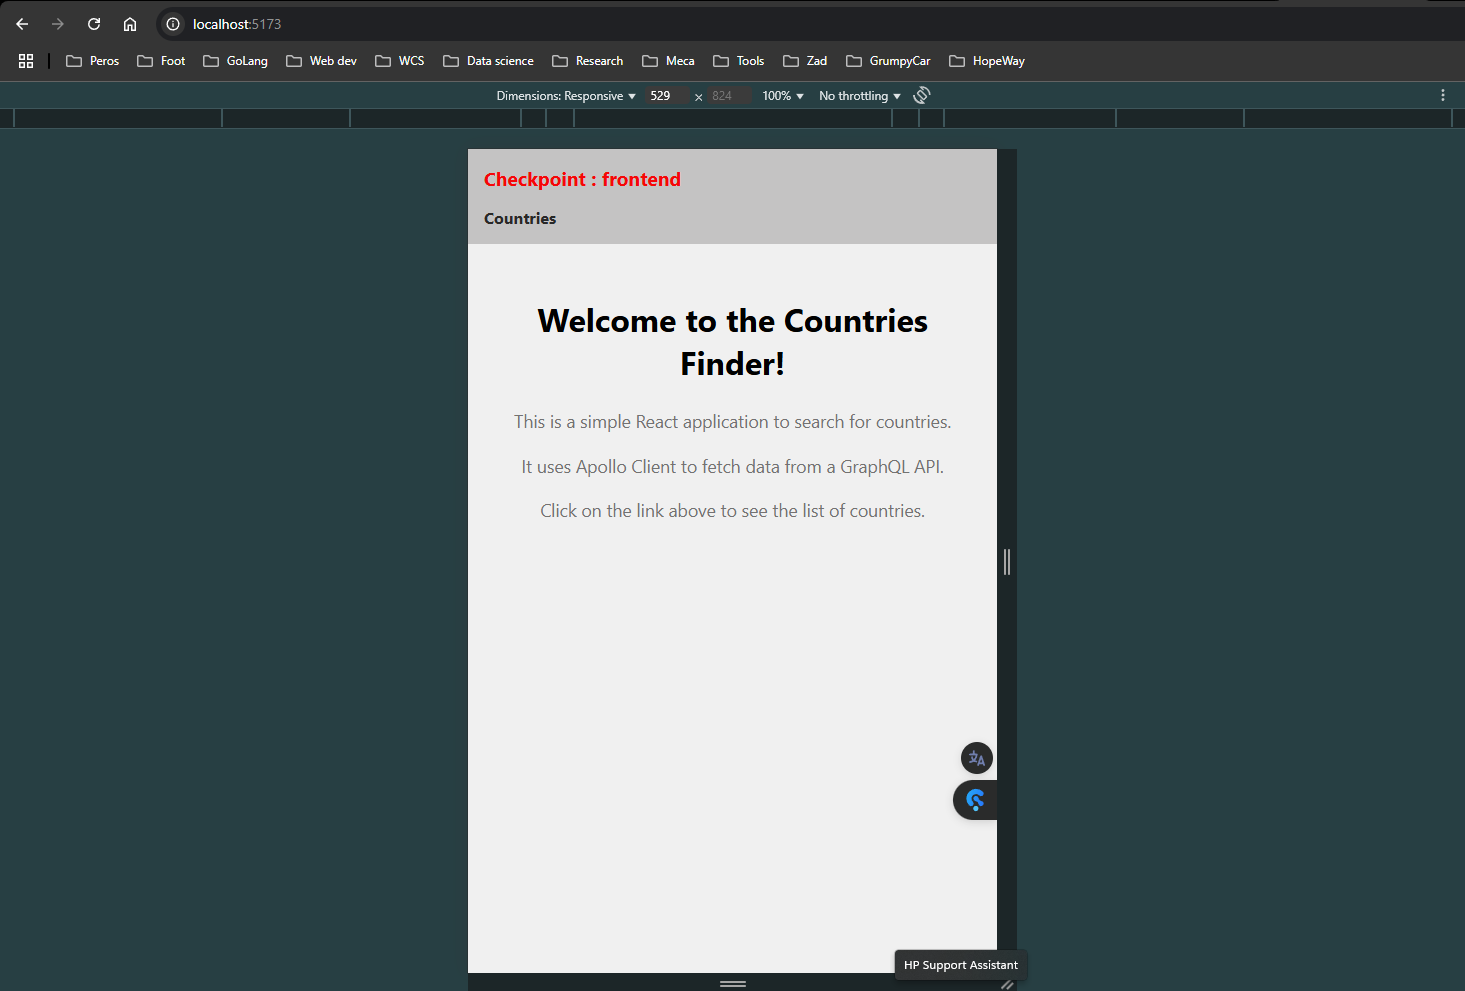 localhost:5173
Peros Foot GoLang Web dev WCS Data science Research Meca Tools Zad GrumpyCar HopeWay
Dimensions: Responsive 529 × 824 100% No throttling
Checkpoint : frontend
Countries
Welcome to the Countries
Finder!
This is a simple React application to search for countries.
It uses Apollo Client to fetch data from a GraphQL API.
Click on the link above to see the list of countries.
文A
HP Support Assistant